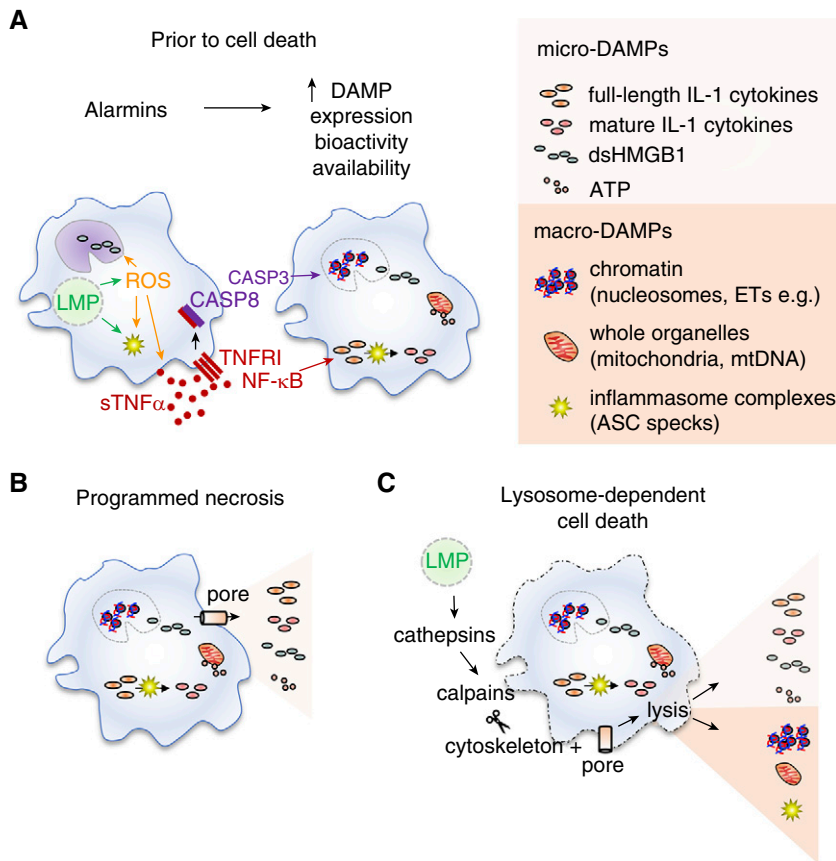 A
Prior to cell death
Alarmins
DAMP
expression
bioactivity
availability
LMP
ROS
CASP8
CASP3
TNFRI
NF-κB
sTNFα
micro-DAMPs
full-length IL-1 cytokines
mature IL-1 cytokines
dsHMGB1
ATP
macro-DAMPs
chromatin
(nucleosomes, ETs e.g.)
whole organelles
(mitochondria, mtDNA)
inflammasome complexes
(ASC specks)
B
Programmed necrosis
pore
C
Lysosome-dependent
cell death
LMP
cathepsins
calpains
cytoskeleton +
pore
lysis